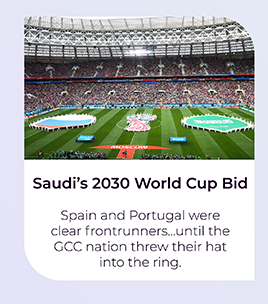 MOSCOW
Saudi's 2030 World Cup Bid
Spain and Portugal were
clear frontrunners...until the
GCC nation threw their hat
into the ring.